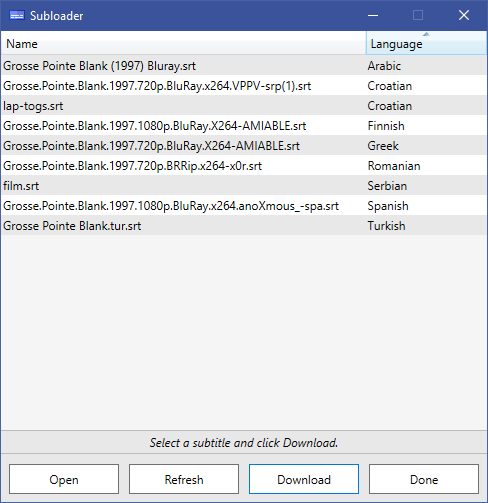 Subloader
Name Language
Grosse Pointe Blank (1997) Bluray.srt Arabic
Grosse.Pointe.Blank.1997.720p.BluRay.x264.VPPV-srp(1).srt Croatian
lap-togs.srt Croatian
Grosse.Pointe.Blank.1997.1080p.BluRay.X264-AMIABLE.srt Finnish
Grosse.Pointe.Blank.1997.720p.BluRay.X264-AMIABLE.srt Greek
Grosse.Pointe.Blank.1997.720p.BRRip.x264-x0r.srt Romanian
film.srt Serbian
Grosse.Pointe.Blank.1997.1080p.BluRay.x264.anoXmous_-spa.srt Spanish
Grosse Pointe Blank.tur.srt Turkish
Select a subtitle and click Download.
Open Refresh Download Done